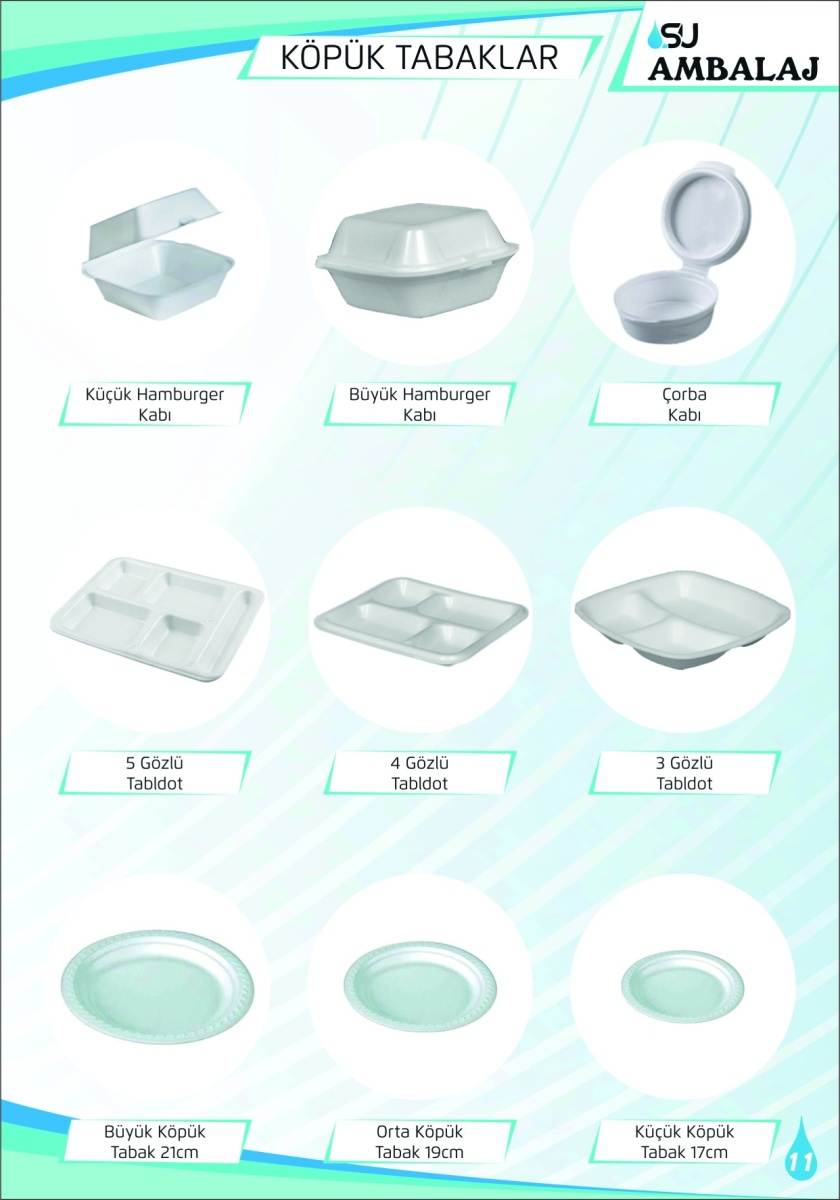 KÖPÜK TABAKLAR
SU
AMBALAJ
Küçük Hamburger
Kabı
Büyük Hamburger
Kabı
Çorba
Kabı
5 Gözlü
Tabldot
4 Gözlü
Tabldot
3 Gözlü
Tabldot
Büyük Köpük
Tabak 21cm
Orta Köpük
Tabak 19cm
Küçük Köpük
Tabak 17cm
11